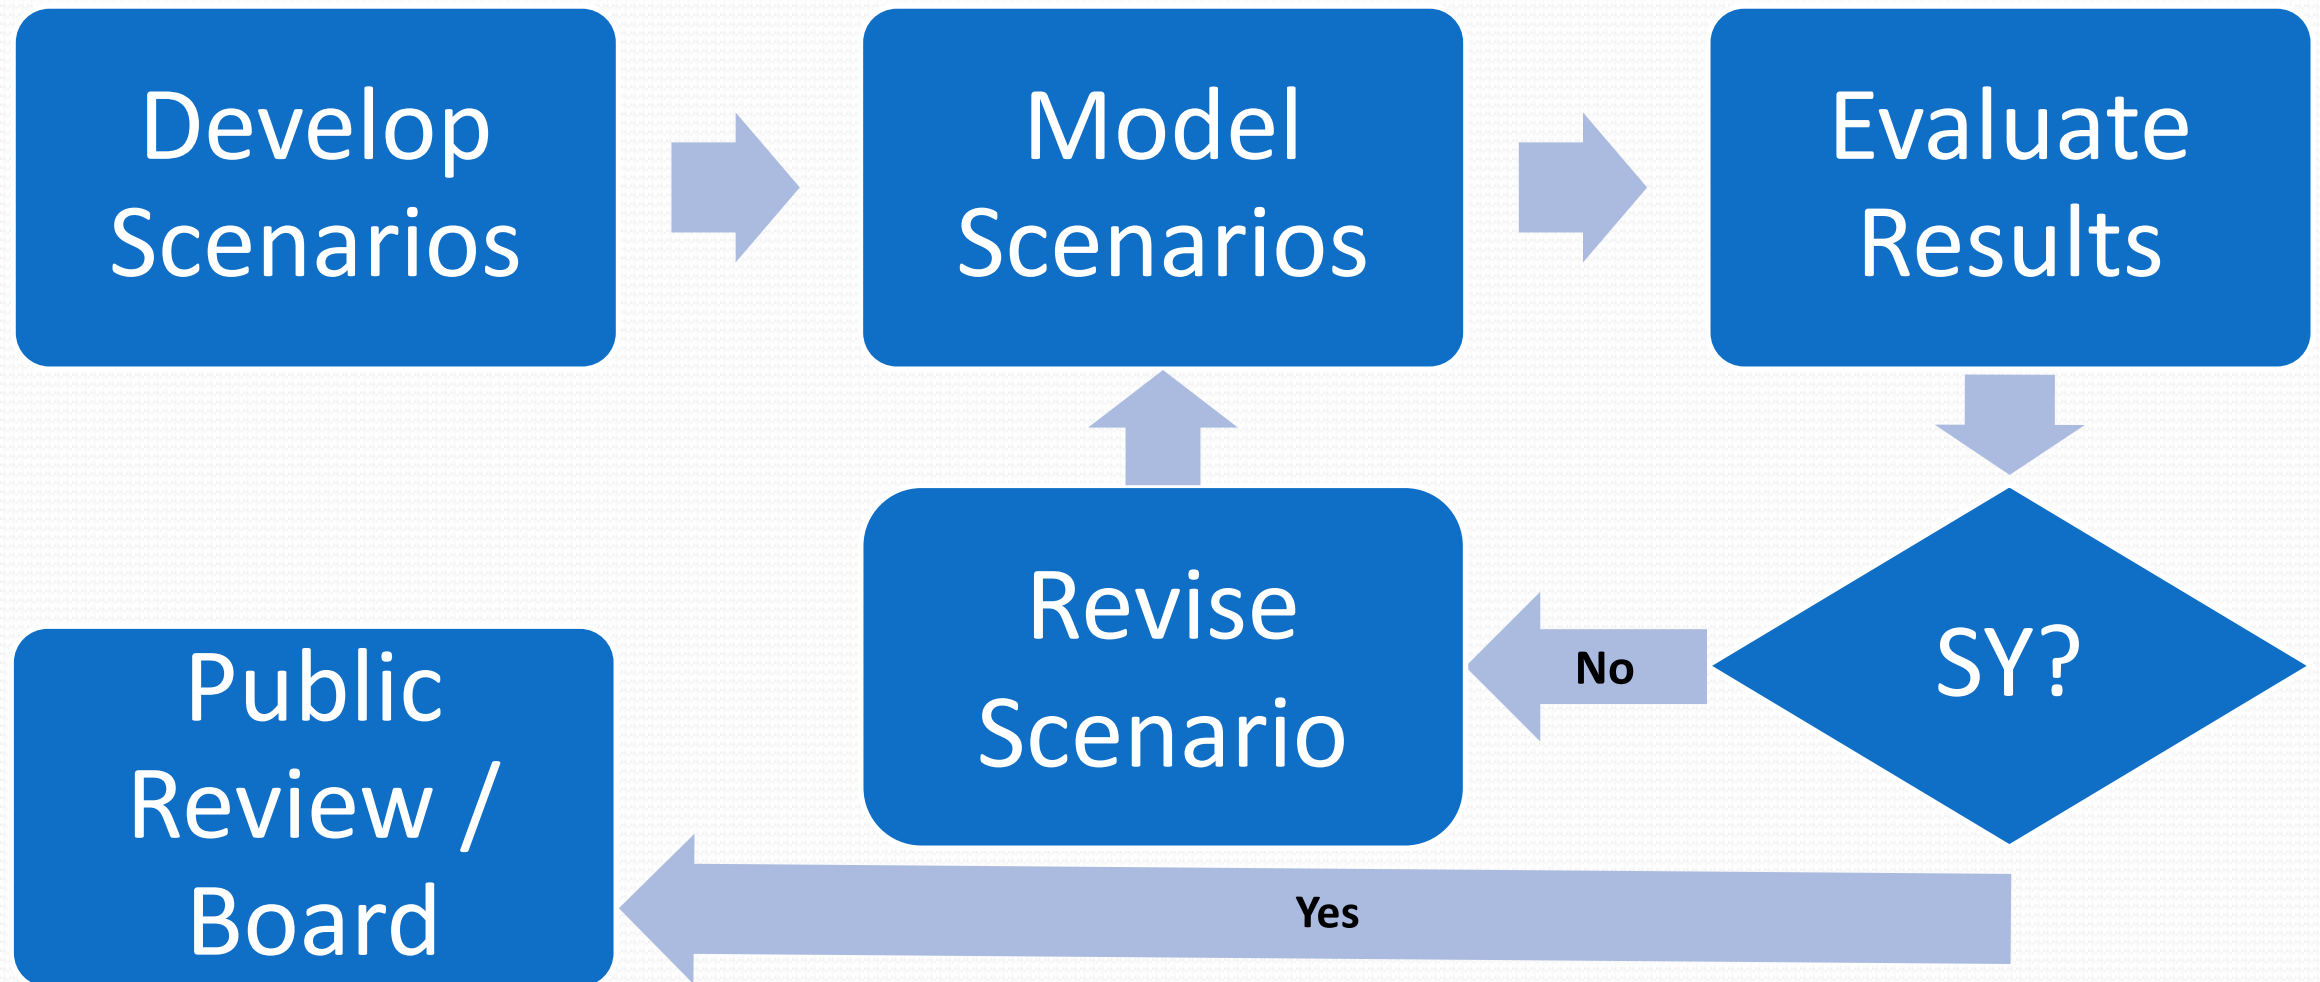 Develop
Scenarios
Model
Scenarios
Evaluate
Results
SY?
No
Revise
Scenario
Yes
Public
Review /
Board